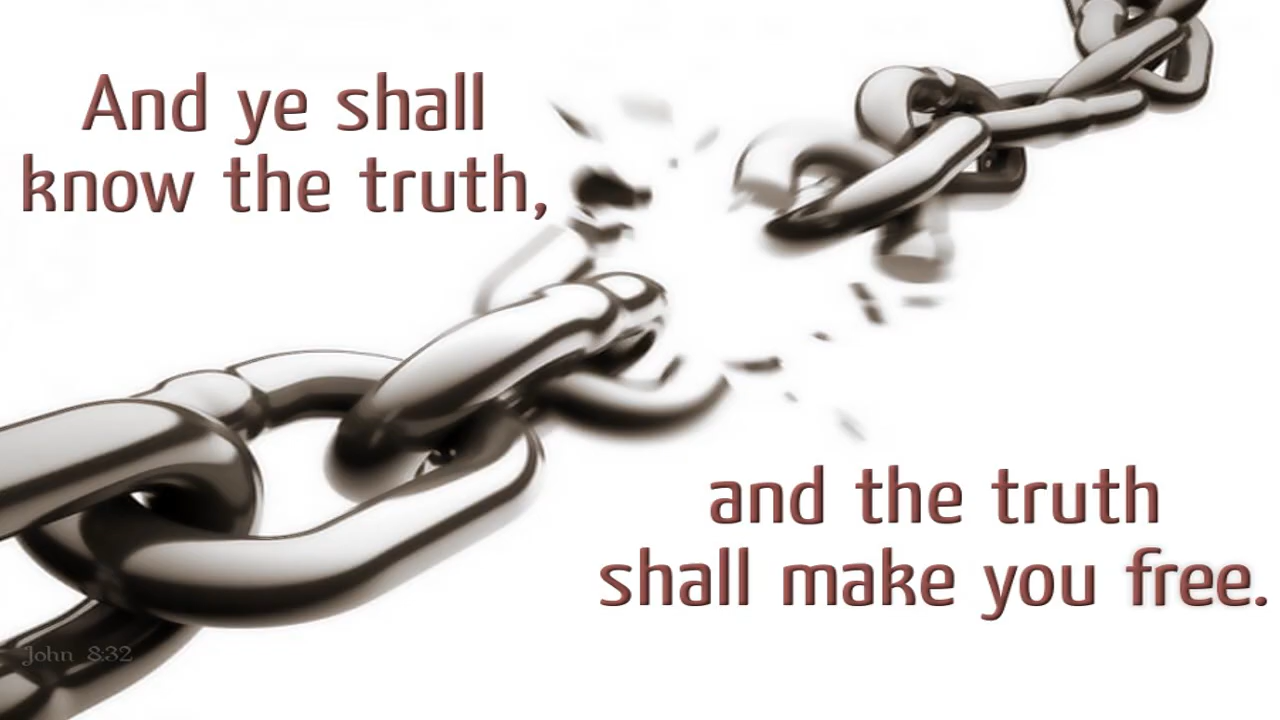 And ye shall
know the truth,
and the truth
shall make you free.
John 8:32